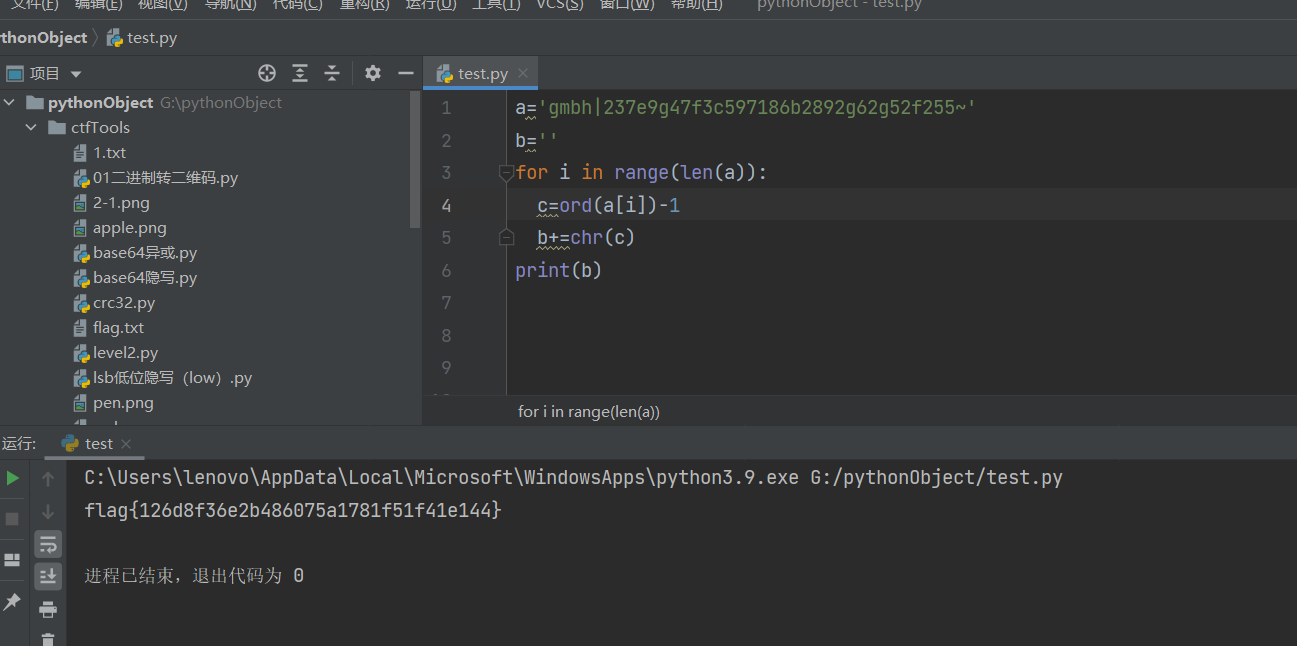 文件(F) 编辑(E) 视图(V) 导航(N) 代码(C) 重构(R) 运行(U) 工具(T) VCS(S) 窗口(W) 帮助(H) pythonObject - test.py
thonObject test.py
项目
test.py
pythonObject G:\pythonObject
ctfTools
1.txt
01二进制转二维码.py
2-1.png
apple.png
base64异或.py
base64隐写.py
crc32.py
flag.txt
level2.py
lsb低位隐写（low）.py
pen.png
1 a='gmbh|237e9g47f3c597186b2892g62g52f255~'
2 b=''
3 for i in range(len(a)):
4 c=ord(a[i])-1
5 b+=chr(c)
6 print(b)
7
8
9
for i in range(len(a))
运行: test
C:\Users\lenovo\AppData\Local\Microsoft\WindowsApps\python3.9.exe G:/pythonObject/test.py
flag{126d8f36e2b486075a1781f51f41e144}
进程已结束，退出代码为 0